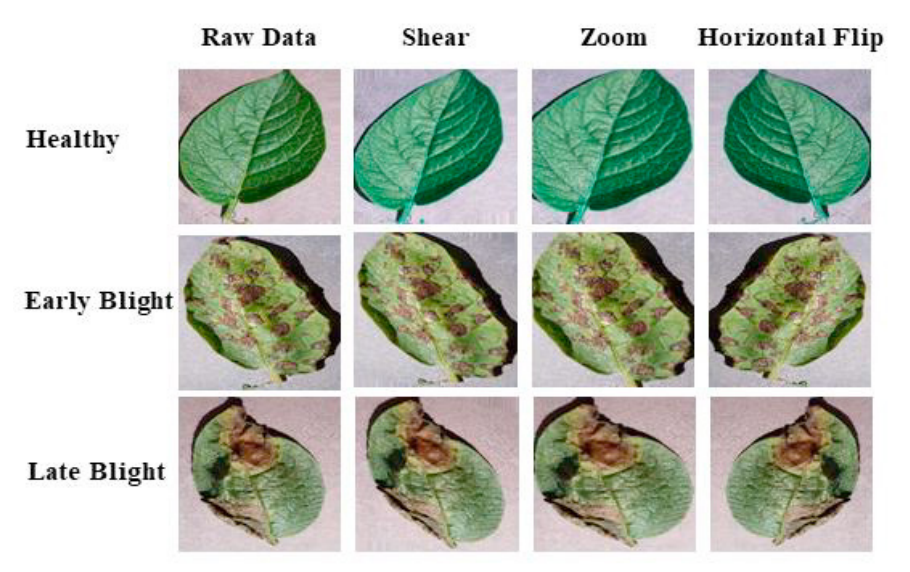 Raw Data Shear Zoom Horizontal Flip
Healthy
Early Blight
Late Blight